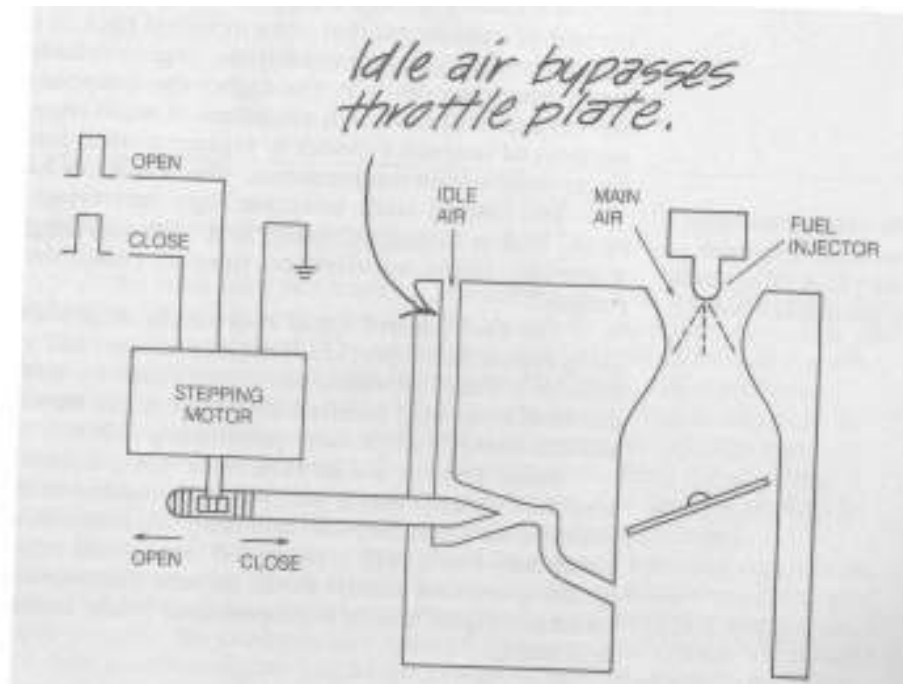 Idle air bypasses
throttle plate.
OPEN
CLOSE
IDLE
AIR
MAIN
AIR
FUEL
INJECTOR
STEPPING
MOTOR
OPEN
CLOSE